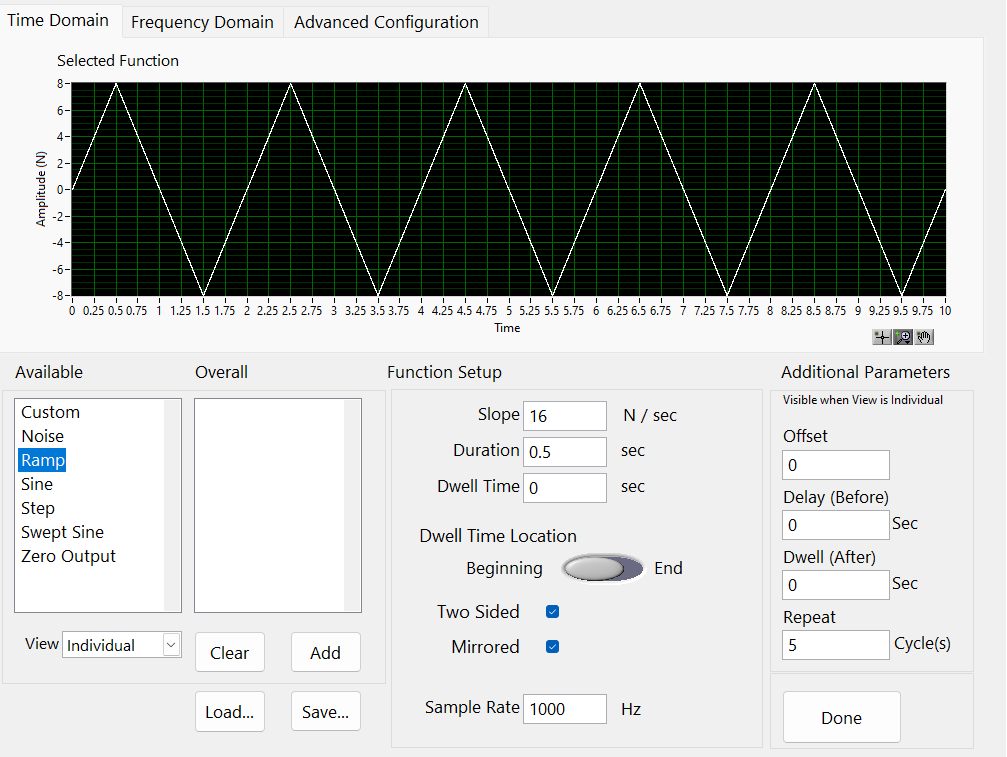 Time Domain Frequency Domain Advanced Configuration
Selected Function
Amplitude (N)
8
6
4
2
0
-2
-4
-6
-8
0 0.25 0.5 0.75 1 1.25 1.5 1.75 2 2.25 2.5 2.75 3 3.25 3.5 3.75 4 4.25 4.5 4.75 5 5.25 5.5 5.75 6 6.25 6.5 6.75 7 7.25 7.5 7.75 8 8.25 8.5 8.75 9 9.25 9.5 9.75 10
Time
Available
Custom
Noise
Ramp
Sine
Step
Swept Sine
Zero Output
View Individual
Overall
Clear Add
Load... Save...
Function Setup
Slope 16 N / sec
Duration 0.5 sec
Dwell Time 0 sec
Dwell Time Location
Beginning End
Two Sided
Mirrored
Sample Rate 1000 Hz
Additional Parameters
Visible when View is Individual
Offset
0
Delay (Before)
0 Sec
Dwell (After)
0 Sec
Repeat
5 Cycle(s)
Done